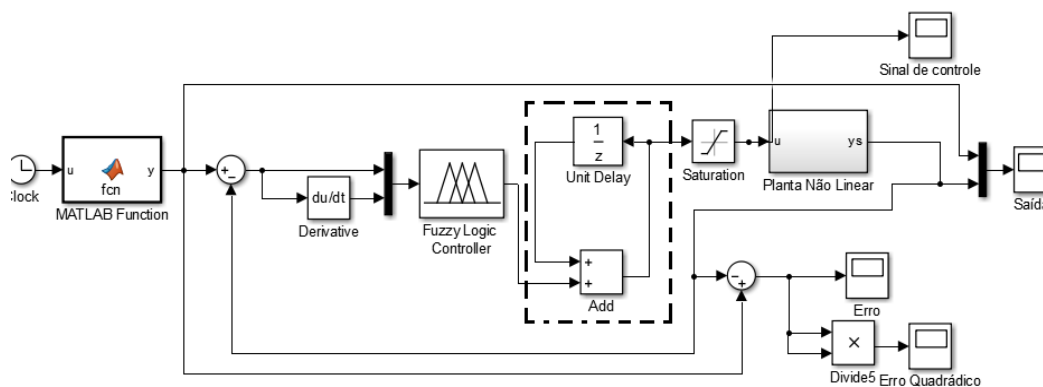 Sinal de controle
u
fcn
y
MATLAB Function
+
−
du/dt
Derivative
Fuzzy Logic
Controller
1
z
Unit Delay
+
+
Add
Saturation
u
ys
Planta Não Linear
Saída
−
+
Erro
×
Divide5
Erro Quadrádico